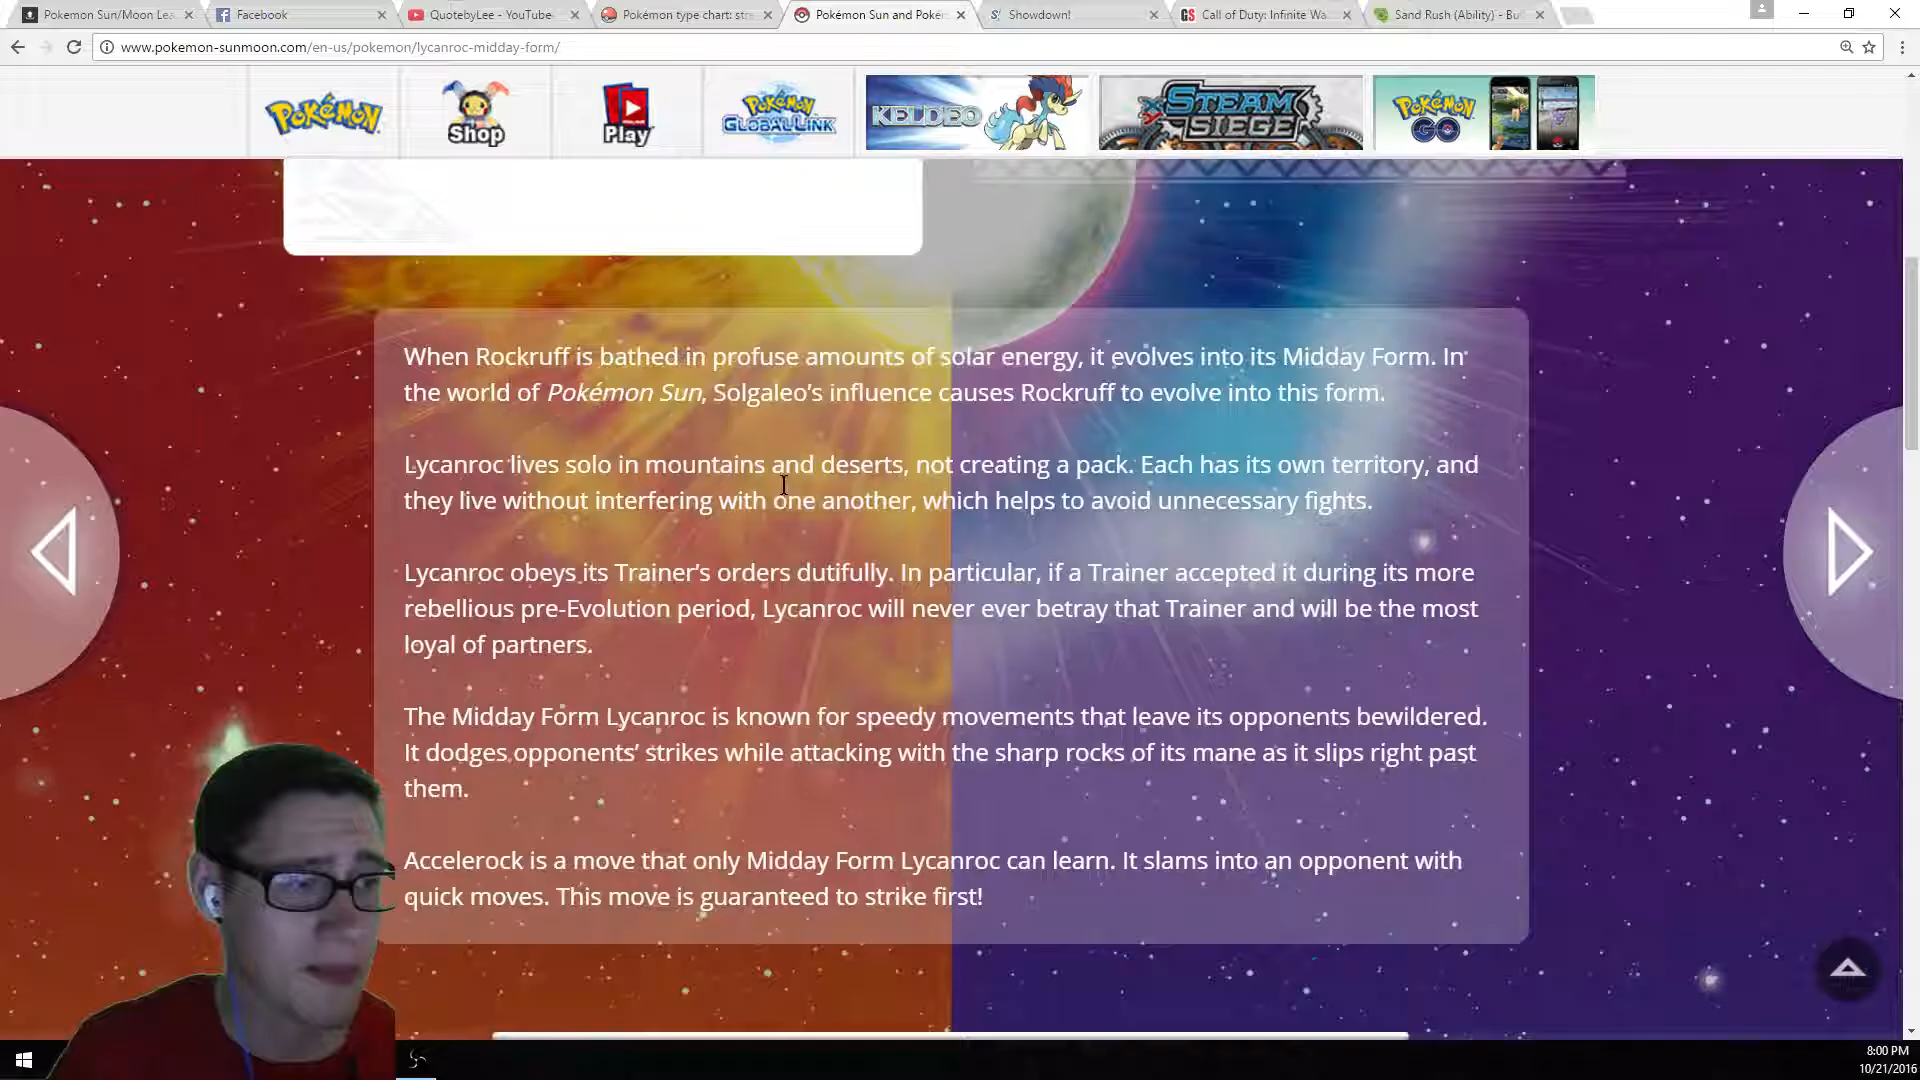 Pokemon Sun/Moon Lea
Facebook
QuotebyLee - YouTube
Pokémon type chart: stre
Pokémon Sun and Poké
Showdown!
Call of Duty: Infinite Wa
Sand Rush (Ability) - Bu
www.pokemon-sunmoon.com/en-us/pokemon/lycanroc-midday-form/
Pokémon
Shop
Play
Pokémon GLOBAL LINK
KELDEO
STEAM SIEGE
POKÉMON GO
When Rockruff is bathed in profuse amounts of solar energy, it evolves into its Midday Form. In
the world of Pokémon Sun, Solgaleo's influence causes Rockruff to evolve into this form.
Lycanroc lives solo in mountains and deserts, not creating a pack. Each has its own territory, and
they live without interfering with one another, which helps to avoid unnecessary fights.
Lycanroc obeys its Trainer's orders dutifully. In particular, if a Trainer accepted it during its more
rebellious pre-Evolution period, Lycanroc will never ever betray that Trainer and will be the most
loyal of partners.
The Midday Form Lycanroc is known for speedy movements that leave its opponents bewildered.
It dodges opponents' strikes while attacking with the sharp rocks of its mane as it slips right past
them.
Accelerock is a move that only Midday Form Lycanroc can learn. It slams into an opponent with
quick moves. This move is guaranteed to strike first!
8:00 PM
10/21/2016